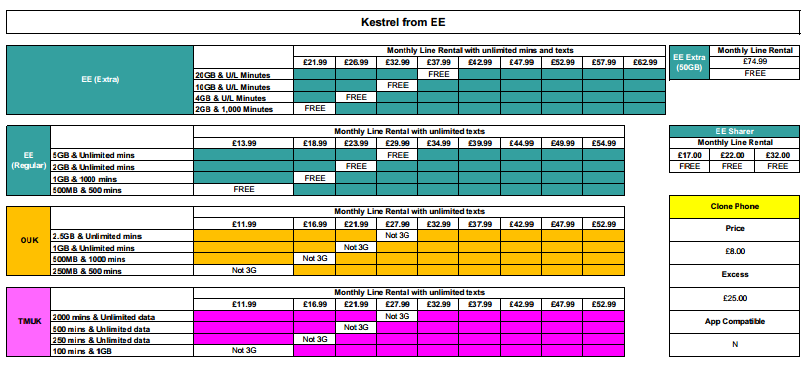 Kestrel from EE
Monthly Line Rental with unlimited mins and texts
£21.99 £26.99 £32.99 £37.99 £42.99 £47.99 £52.99 £57.99 £62.99
EE (Extra)
20GB & U/L Minutes FREE
10GB & U/L Minutes FREE
4GB & U/L Minutes FREE
2GB & 1,000 Minutes FREE
EE Extra (50GB)
Monthly Line Rental
£74.99
FREE
Monthly Line Rental with unlimited texts
£13.99 £18.99 £23.99 £29.99 £34.99 £39.99 £44.99 £49.99 £54.99
EE (Regular)
5GB & Unlimited mins FREE
2GB & Unlimited mins FREE
1GB & 1000 mins FREE
500MB & 500 mins FREE
EE Sharer
Monthly Line Rental
£17.00 £22.00 £32.00
FREE FREE FREE
Monthly Line Rental with unlimited texts
£11.99 £16.99 £21.99 £27.99 £32.99 £37.99 £42.99 £47.99 £52.99
OUK
2.5GB & Unlimited mins Not 3G
1GB & Unlimited mins Not 3G
500MB & 1000 mins Not 3G
250MB & 500 mins Not 3G
Clone Phone
Price
£8.00
Excess
£25.00
App Compatible
N
Monthly Line Rental with unlimited texts
£11.99 £16.99 £21.99 £27.99 £32.99 £37.99 £42.99 £47.99 £52.99
TMUK
2000 mins & Unlimited data Not 3G
500 mins & Unlimited data Not 3G
250 mins & Unlimited data Not 3G
100 mins & 1GB Not 3G